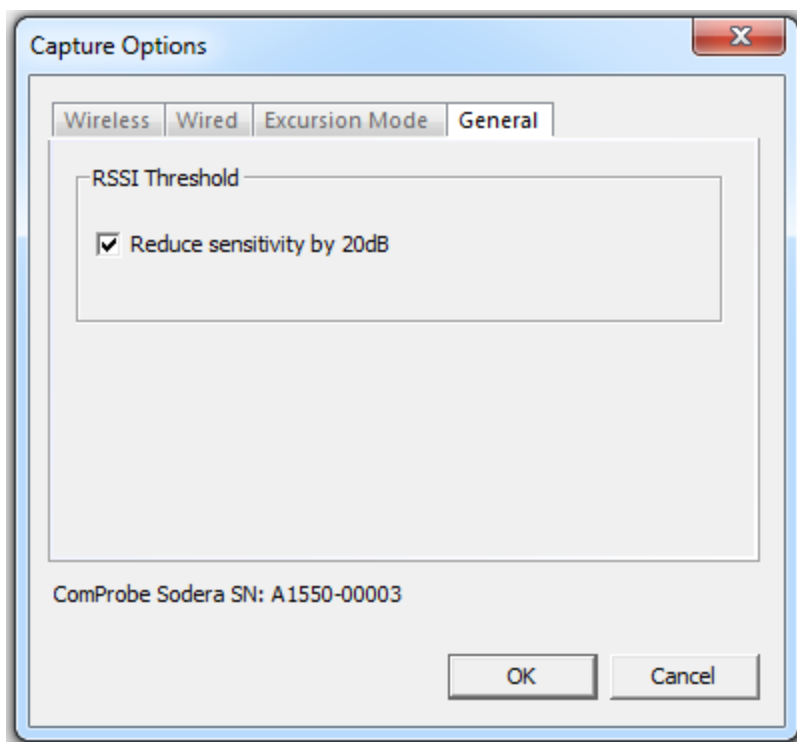 Capture Options
Wireless Wired Excursion Mode General
RSSI Threshold
Reduce sensitivity by 20dB
ComProbe Sodera SN: A1550-00003
OK Cancel